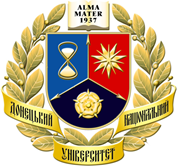 ALMA
MATER
1937
ДОНЕЦЬКИЙ
НАЦІОНАЛЬНИЙ
УНІВЕРСИТЕТ